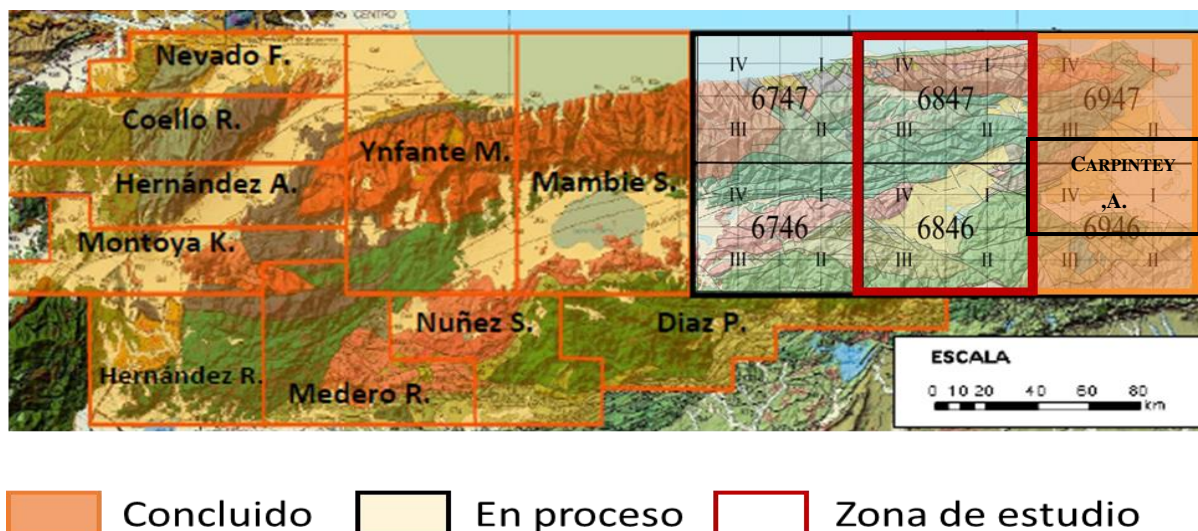 Nevado F.
Coello R.
Hernández A.
Montoya K.
Ynfante M.
Mambie S.
Hernández R.
Medero R.
Nuñez S.
Diaz P.
IV I IV I IV I
6747 6847 6947
III II III II III II
CARPINTEY
,A.
IV I IV I IV I
6746 6846 6946
III II III II III II
ESCALA
0 10 20 40 60 80
km
Concluido En proceso Zona de estudio